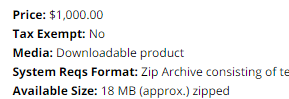 Price: $1,000.00
Tax Exempt: No
Media: Downloadable product
System Reqs Format: Zip Archive consisting of te
Available Size: 18 MB (approx.) zipped